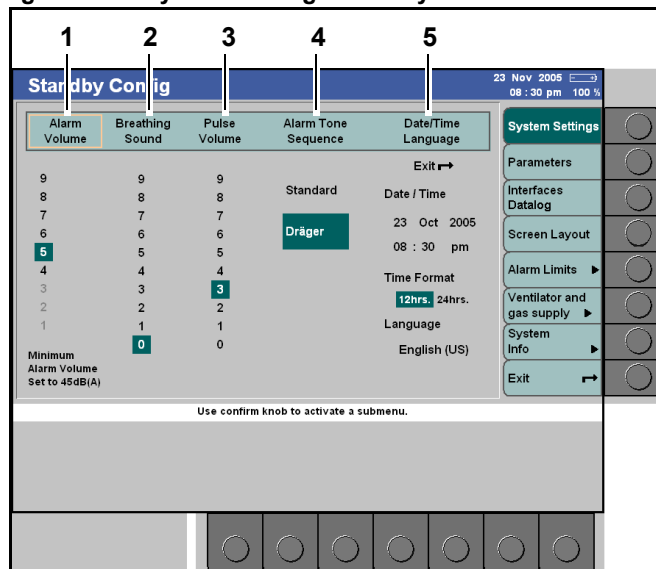 1 2 3 4 5
Standby Config
23 Nov 2005
08 : 30 pm 100 %
Alarm Volume
Breathing Sound
Pulse Volume
Alarm Tone Sequence
Date/Time Language
9
8
7
6
5
4
3
2
1
Minimum
Alarm Volume
Set to 45dB(A)
9
8
7
6
5
4
3
2
1
0
9
8
7
6
5
4
3
2
1
0
Standard
Dräger
Exit
Date / Time
23 Oct 2005
08 : 30 pm
Time Format
12hrs. 24hrs.
Language
English (US)
System Settings
Parameters
Interfaces
Datalog
Screen Layout
Alarm Limits
Ventilator and
gas supply
System
Info
Exit
Use confirm knob to activate a submenu.